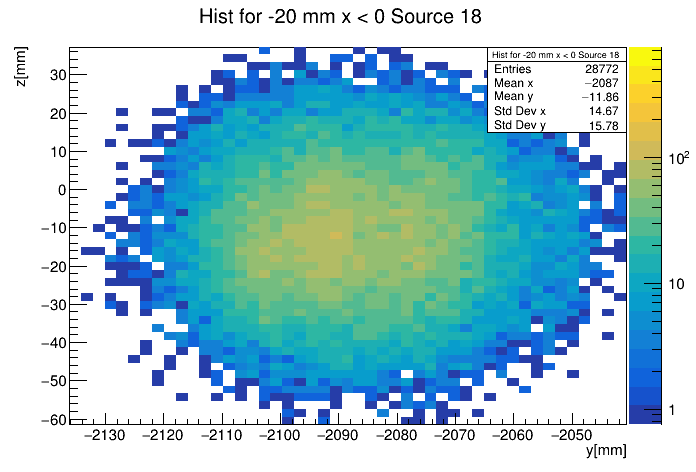 Hist for -20 mm x < 0 Source 18
z[mm]
Hist for -20 mm x < 0 Source 18
Entries 28772
Mean x −2087
Mean y −11.86
Std Dev x 14.67
Std Dev y 15.78
30
20
10
0
−10
−20
−30
−40
−50
−60
10²
10
1
−2130 −2120 −2110 −2100 −2090 −2080 −2070 −2060 −2050
y[mm]